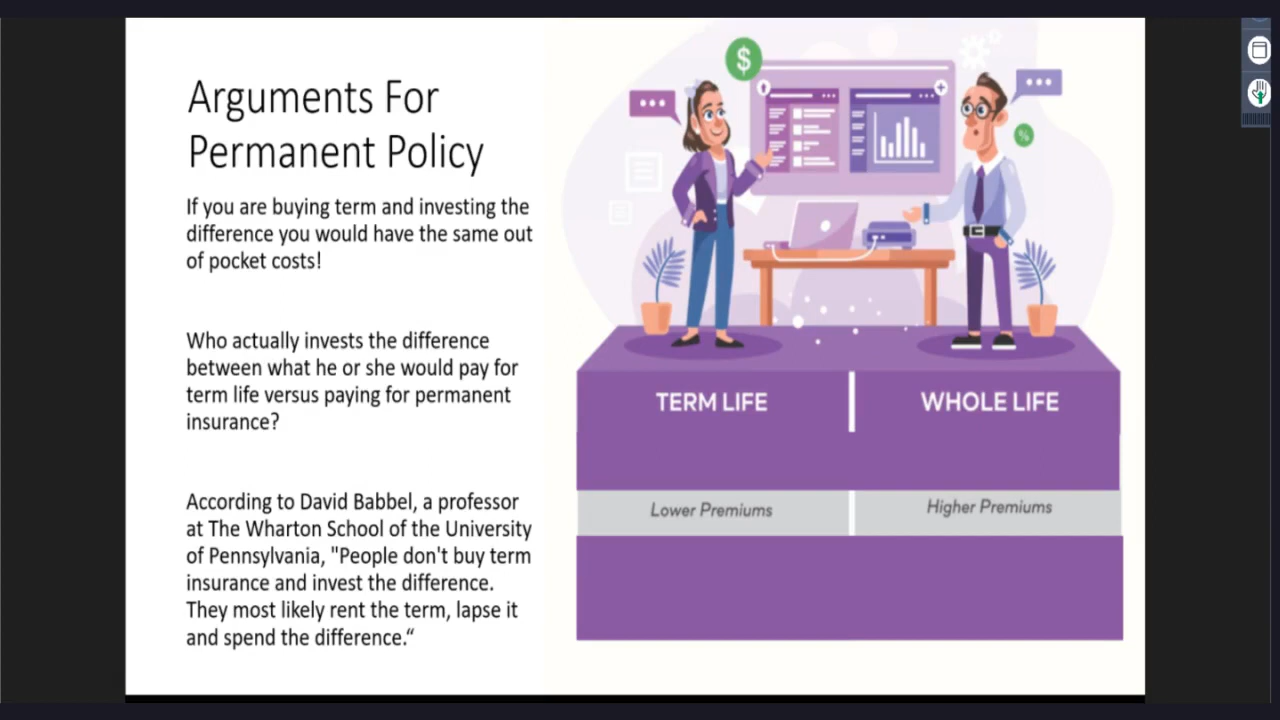 Arguments For
Permanent Policy
If you are buying term and investing the
difference you would have the same out
of pocket costs!
Who actually invests the difference
between what he or she would pay for
term life versus paying for permanent
insurance?
According to David Babbel, a professor
at The Wharton School of the University
of Pennsylvania, "People don't buy term
insurance and invest the difference.
They most likely rent the term, lapse it
and spend the difference.“
$
%
TERM LIFE
WHOLE LIFE
Lower Premiums
Higher Premiums